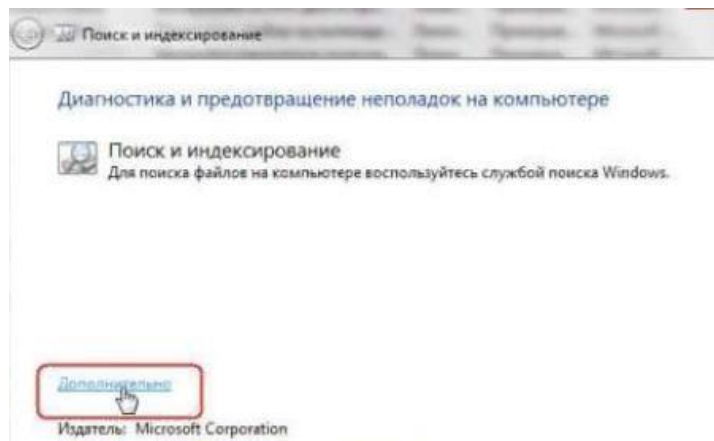 Поиск и индексирование
Диагностика и предотвращение неполадок на компьютере
Поиск и индексирование
Для поиска файлов на компьютере воспользуйтесь службой поиска Windows.
Дополнительно
Издатель: Microsoft Corporation